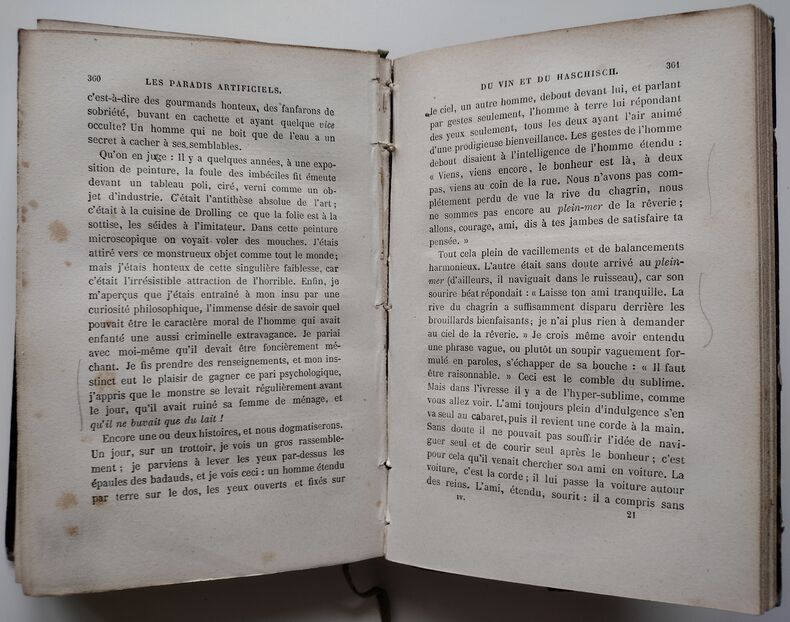 360
LES PARADIS ARTIFICIELS.
c'est-à-dire des gourmands honteux, des fanfarons de
sobriété, buvant en cachette et ayant quelque vice
occulte? Un homme qui ne boit que de l'eau a un
secret à cacher à ses semblables.
Qu'on en juge : Il y a quelques années, à une expo-
sition de peinture, la foule des imbéciles fit émeute
devant un tableau poli, ciré, verni comme un ob-
jet d'industrie. C'était l'antithèse absolue de l'art;
c'était à la cuisine de Drolling ce que la folie est à la
sottise, les séides à l'imitateur. Dans cette peinture
microscopique on voyait voler des mouches. J'étais
attiré vers ce monstrueux objet comme tout le monde;
mais j'étais honteux de cette singulière faiblesse, car
c'était l'irrésistible attraction de l'horrible. Enfin, je
m'aperçus que j'étais entraîné à mon insu par une
curiosité philosophique, l'immense désir de savoir quel
pouvait être le caractère moral de l'homme qui avait
enfanté une aussi criminelle extravagance. Je pariai
avec moi-même qu'il devait être foncièrement mé-
chant. Je fis prendre des renseignements, et mon ins-
stinct eut le plaisir de gagner ce pari psychologique,
j'appris que le monstre se levait régulièrement avant
le jour, qu'il avait ruiné sa femme de ménage, et
qu'il ne buvait que du lait !
Encore une ou deux histoires, et nous dogmatiserons.
Un jour, sur un trottoir, je vois un gros rassemble-
ment; je parviens à lever les yeux par-dessus les
épaules des badauds, et je vois ceci : un homme étendu
par terre sur le dos, les yeux ouverts et fixés sur
DU VIN ET DU HASCHISCH.
361
le ciel, un autre homme, debout devant lui, et parlant
par gestes seulement, l'homme à terre lui répondant
des yeux seulement, tous les deux ayant l'air animé
d'une prodigieuse bienveillance. Les gestes de l'homme
debout disaient à l'intelligence de l'homme étendu :
« Viens, viens encore, le bonheur est là, à deux
pas, viens au coin de la rue. Nous n'avons pas com-
plétement perdu de vue la rive du chagrin, nous
ne sommes pas encore au plein-mer de la rêverie;
allons, courage, ami, dis à tes jambes de satisfaire ta
pensée. »
Tout cela plein de vacillements et de balancements
harmonieux. L'autre était sans doute arrivé au plein-
mer (d'ailleurs, il naviguait dans le ruisseau), car son
sourire béat répondait : « Laisse ton ami tranquille. La
rive du chagrin a suffisamment disparu derrière les
brouillards bienfaisants; je n'ai plus rien à demander
au ciel de la rêverie. » Je crois même avoir entendu
une phrase vague, ou plutôt un soupir vaguement for-
mulé en paroles, s'échapper de sa bouche : « Il faut
être raisonnable. » Ceci est le comble du sublime.
Mais dans l'ivresse il y a de l'hyper-sublime, comme
vous allez voir. L'ami toujours plein d'indulgence s'en
va seul au cabaret, puis il revient une corde à la main.
Sans doute il ne pouvait pas souffrir l'idée de navi-
guer seul et de courir seul après le bonheur; c'est
pour cela qu'il venait chercher son ami en voiture. La
voiture, c'est la corde; il lui passe la voiture autour
des reins. L'ami, étendu, sourit : il a compris sans
IV.
21